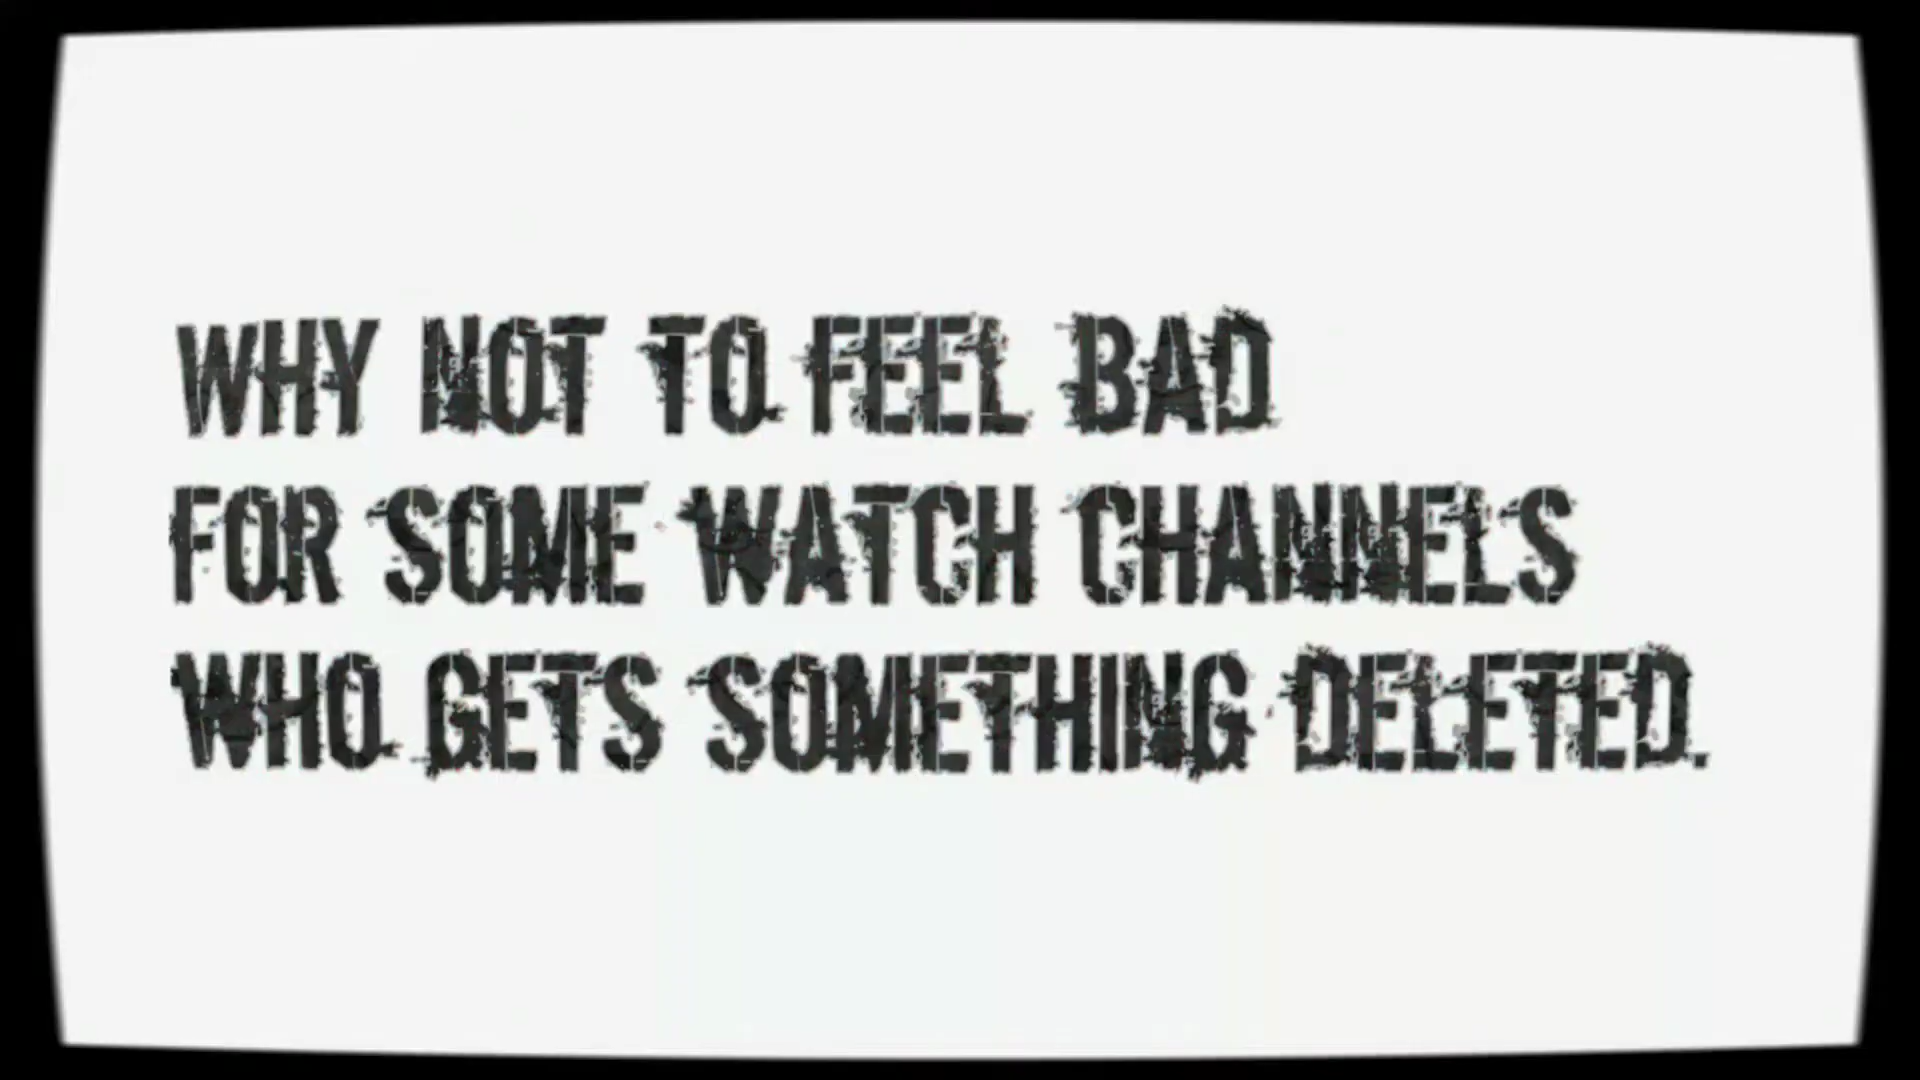 WHY NOT TO FEEL BAD
FOR SOME WATCH CHANNELS
WHO GETS SOMETHING DELETED.